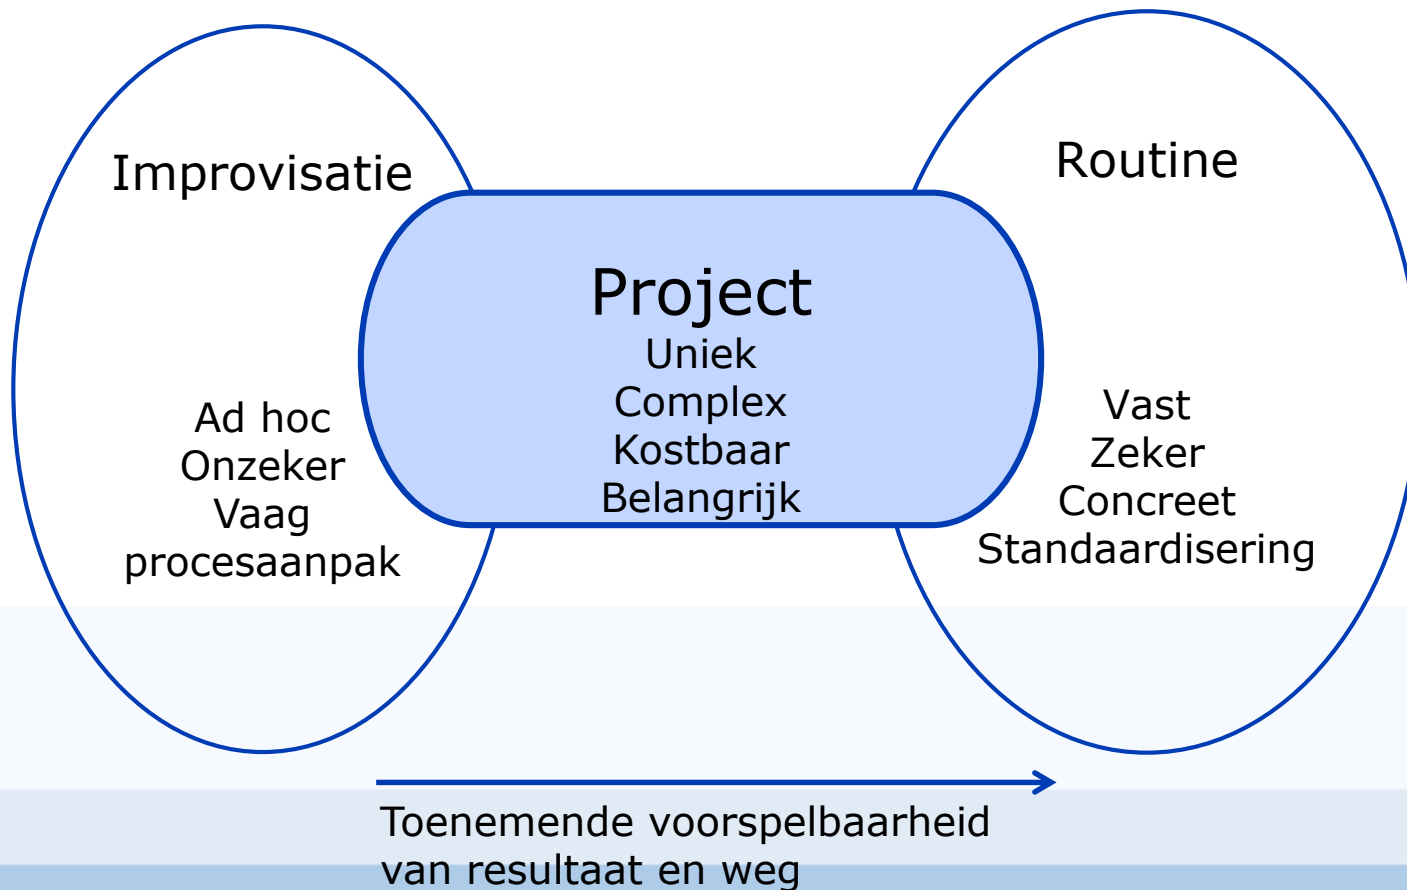 Improvisatie
Ad hoc
Onzeker
Vaag
procesaanpak
Project
Uniek
Complex
Kostbaar
Belangrijk
Routine
Vast
Zeker
Concreet
Standaardisering
Toenemende voorspelbaarheid
van resultaat en weg